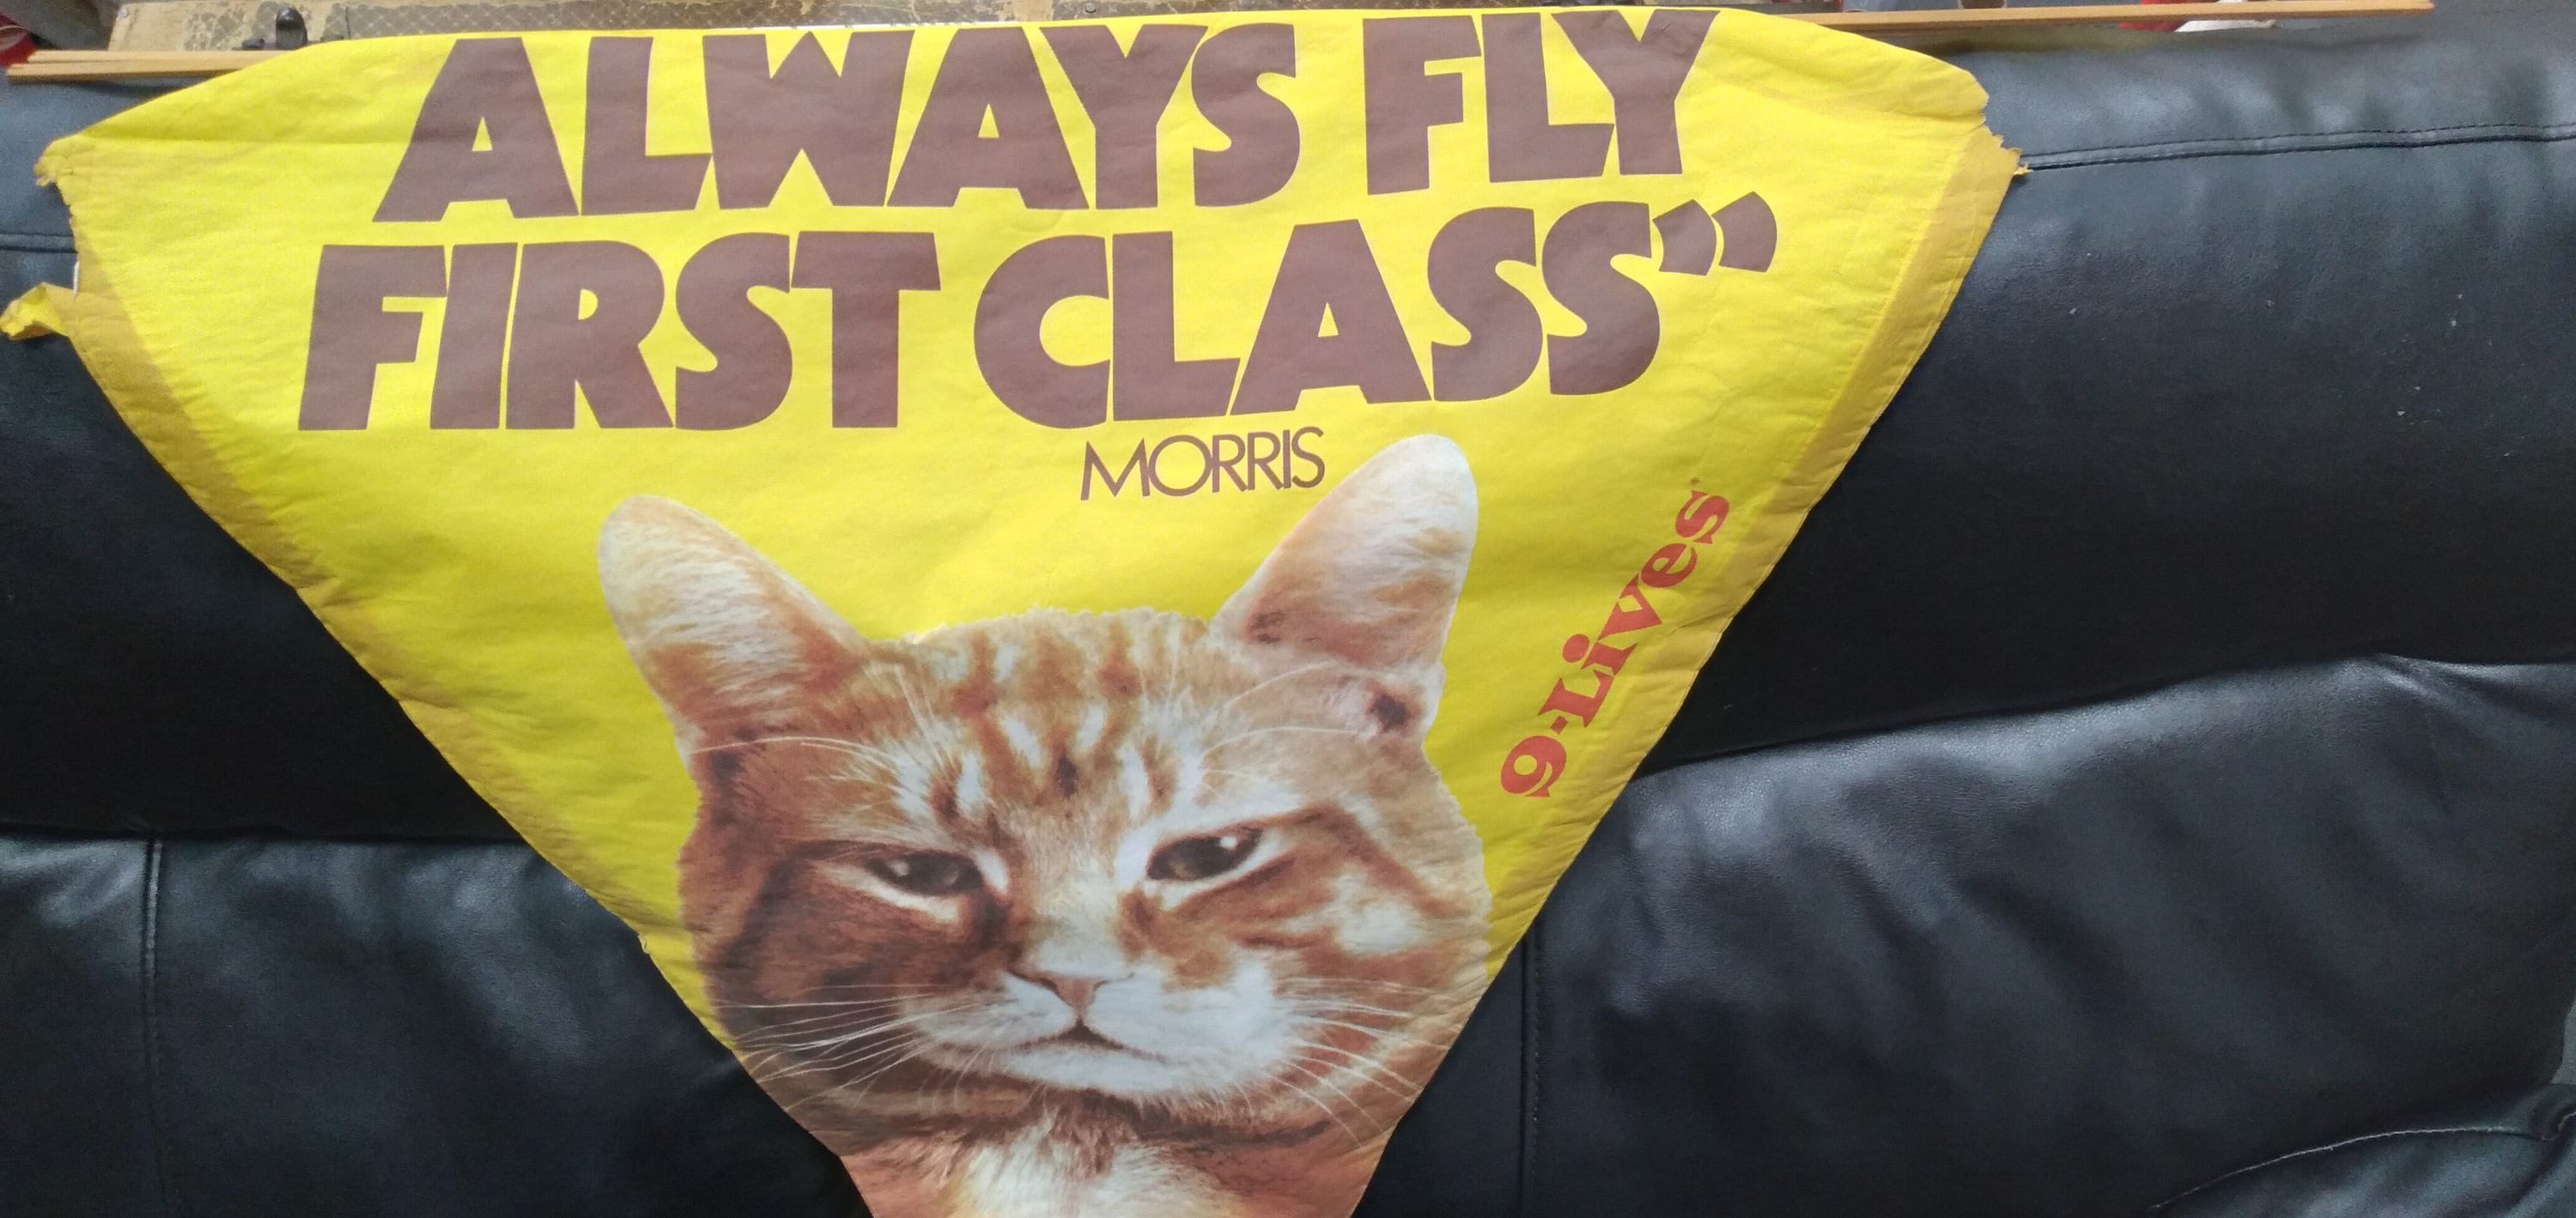 ALWAYS FLY
FIRST CLASS”
MORRIS
9-Lives®